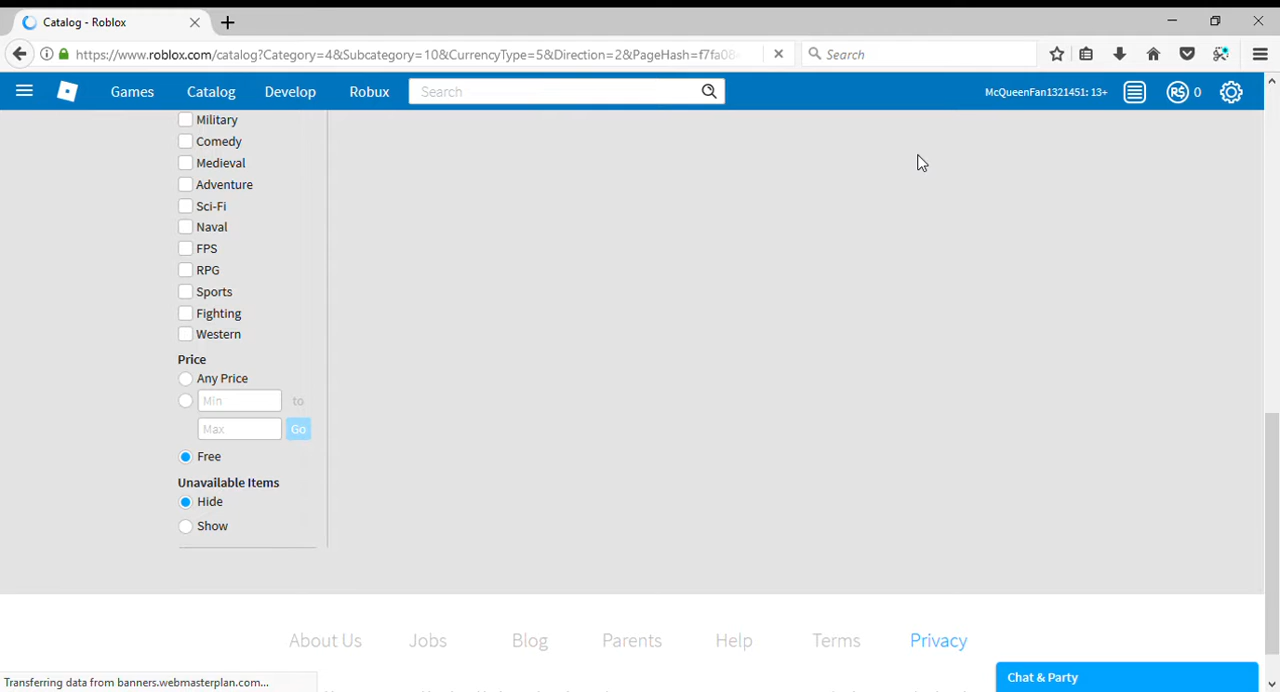 Catalog - Roblox
https://www.roblox.com/catalog?Category=4&Subcategory=10&CurrencyType=5&Direction=2&PageHash=f7fa08
Search
Games
Catalog
Develop
Robux
Search
McQueenFan1321451: 13+
R$ 0
Military
Comedy
Medieval
Adventure
Sci-Fi
Naval
FPS
RPG
Sports
Fighting
Western
Price
Any Price
Min to
Max Go
Free
Unavailable Items
Hide
Show
About Us Jobs Blog Parents Help Terms Privacy
Transferring data from banners.webmasterplan.com...
Chat & Party